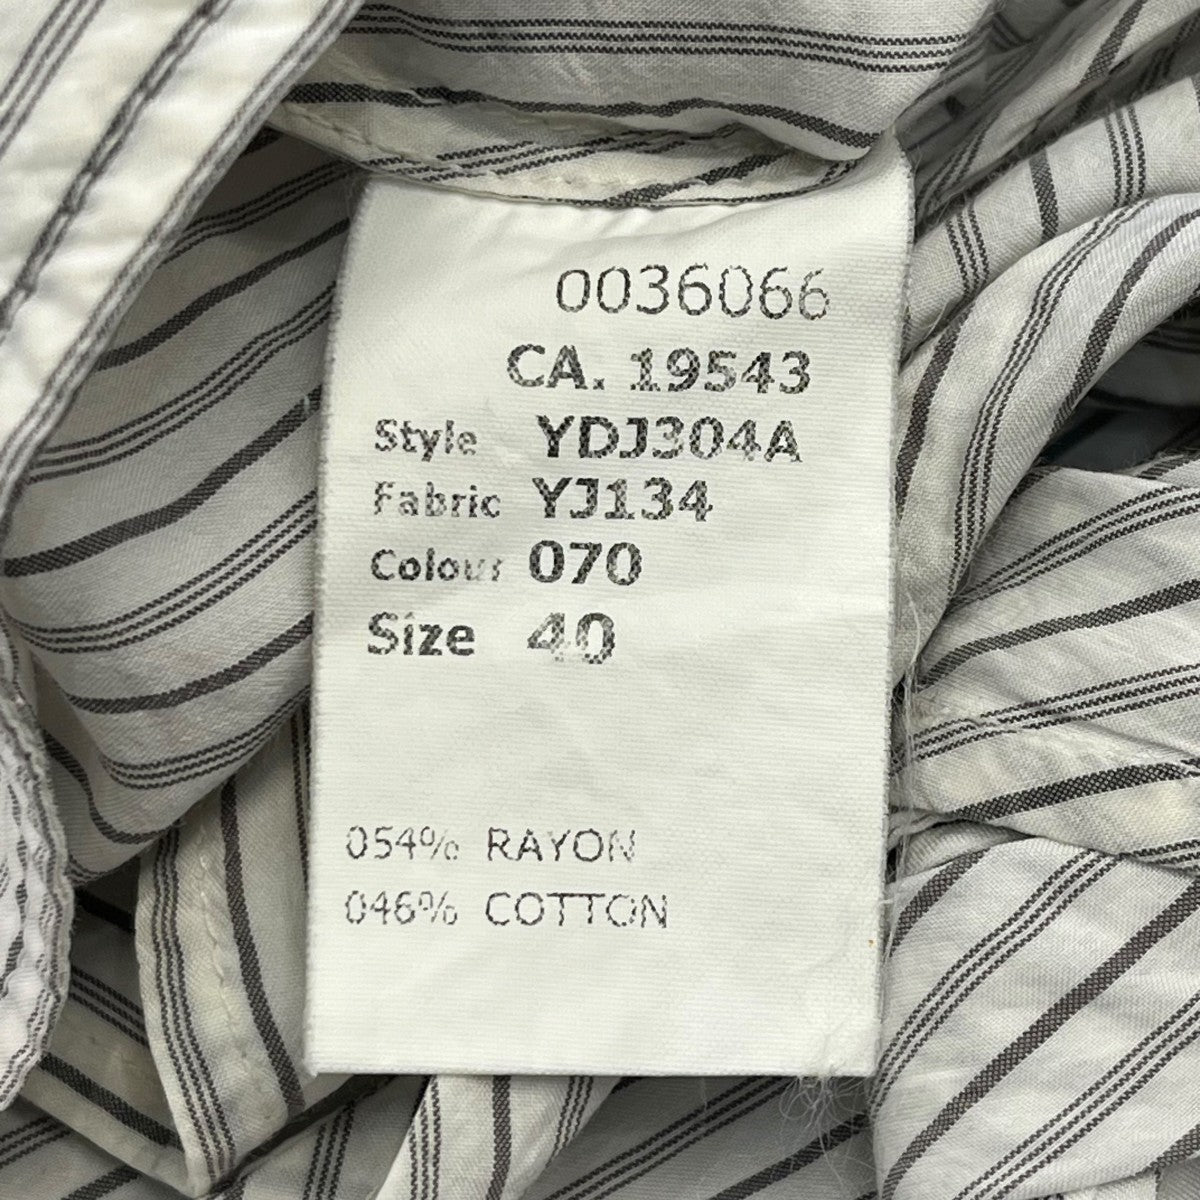 0036066
CA. 19543
Style YDJ304A
Fabric YJ134
Colour 070
Size 40
054% RAYON
046% COTTON